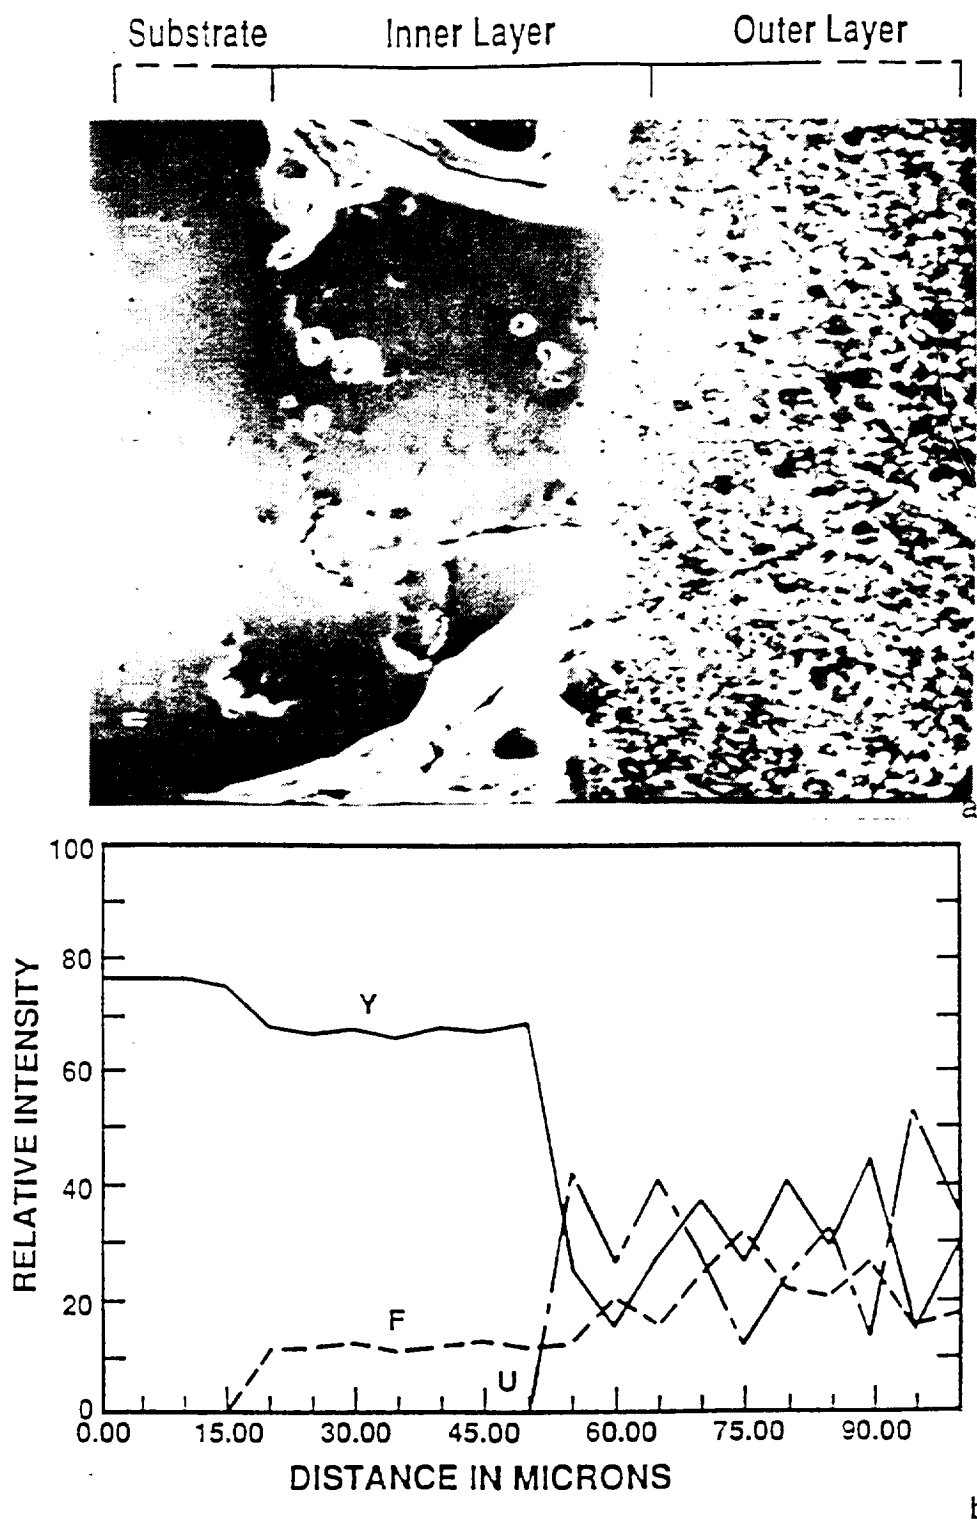 Substrate Inner Layer Outer Layer
a
100
80
60
40
20
0
RELATIVE INTENSITY
Y
F
U
0.00 15.00 30.00 45.00 60.00 75.00 90.00
DISTANCE IN MICRONS
b